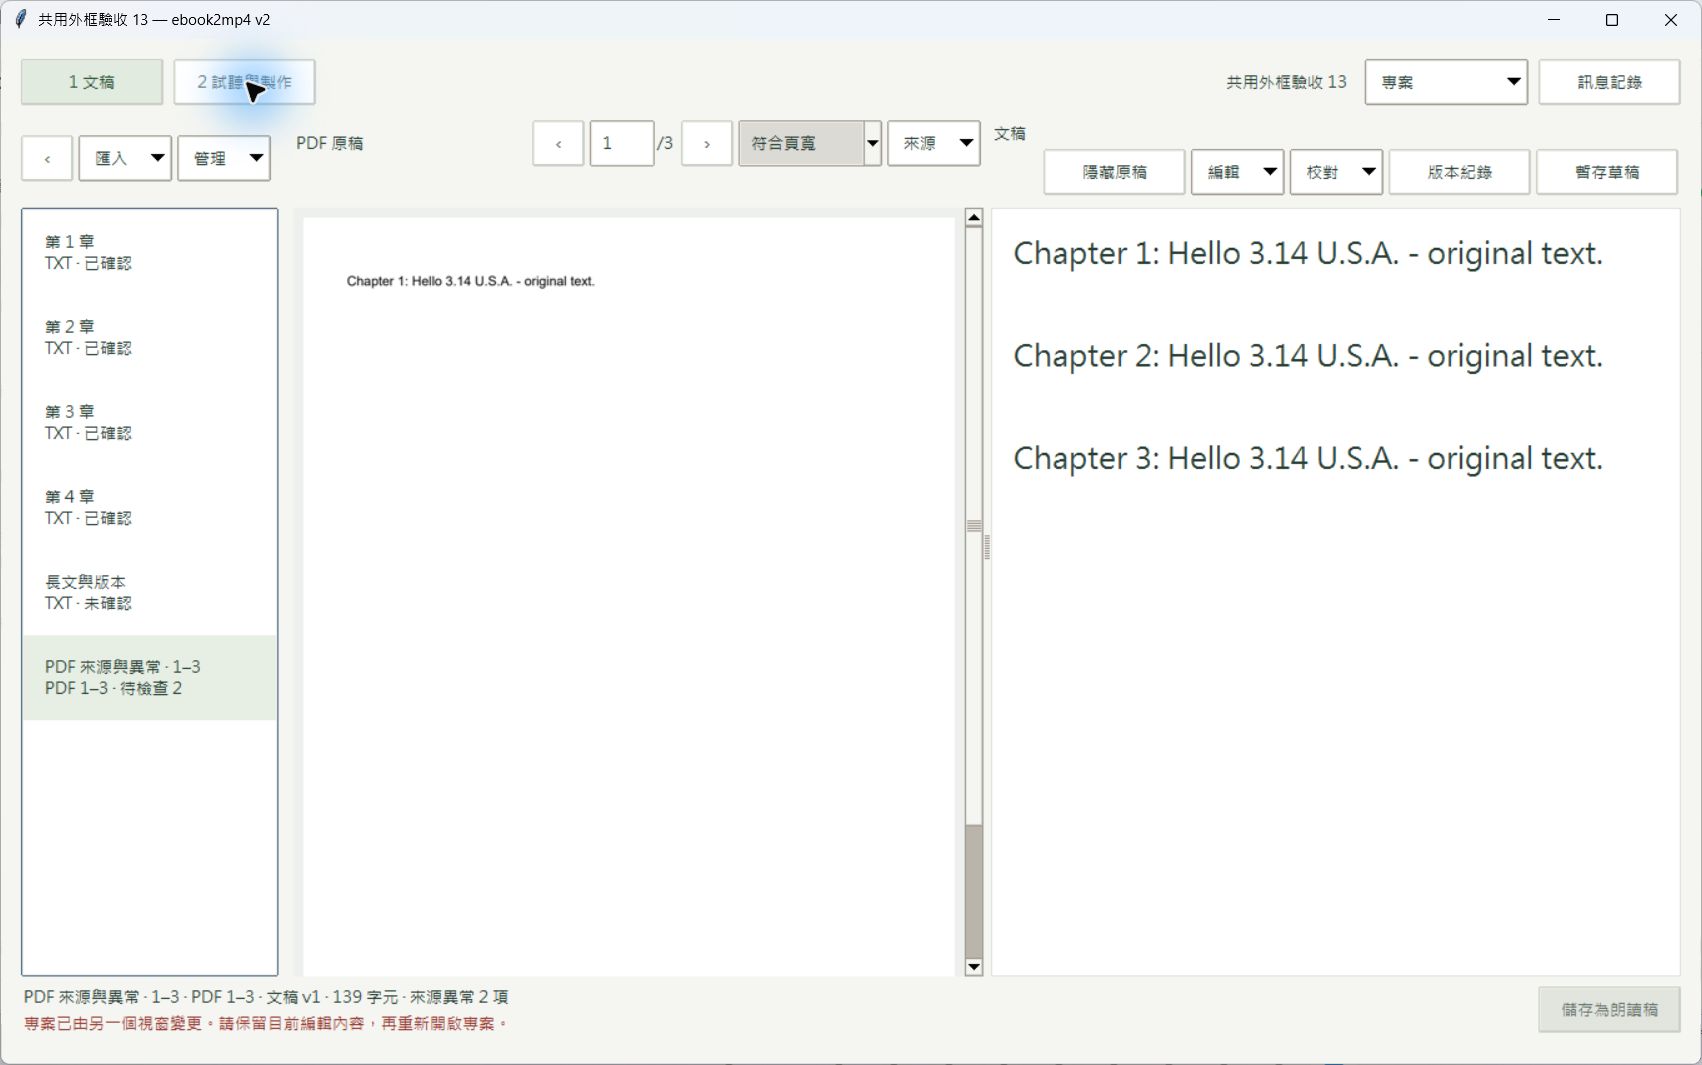 共用外框驗收 13 — ebook2mp4 v2
1 文稿
2 試聽與製作
共用外框驗收 13
專案
訊息記錄
‹
匯入
管理
PDF 原稿
‹
1
/3
›
符合頁寬
來源
文稿
隱藏原稿
編輯
校對
版本紀錄
暫存草稿
第 1 章
TXT · 已確認
第 2 章
TXT · 已確認
第 3 章
TXT · 已確認
第 4 章
TXT · 已確認
長文與版本
TXT · 未確認
PDF 來源與異常 · 1–3
PDF 1–3 · 待檢查 2
Chapter 1: Hello 3.14 U.S.A. - original text.
Chapter 1: Hello 3.14 U.S.A. - original text.
Chapter 2: Hello 3.14 U.S.A. - original text.
Chapter 3: Hello 3.14 U.S.A. - original text.
PDF 來源與異常 · 1–3 · PDF 1–3 · 文稿 v1 · 139 字元 · 來源異常 2 項
專案已由另一個視窗變更。請保留目前編輯內容，再重新開啟專案。
儲存為朗讀稿